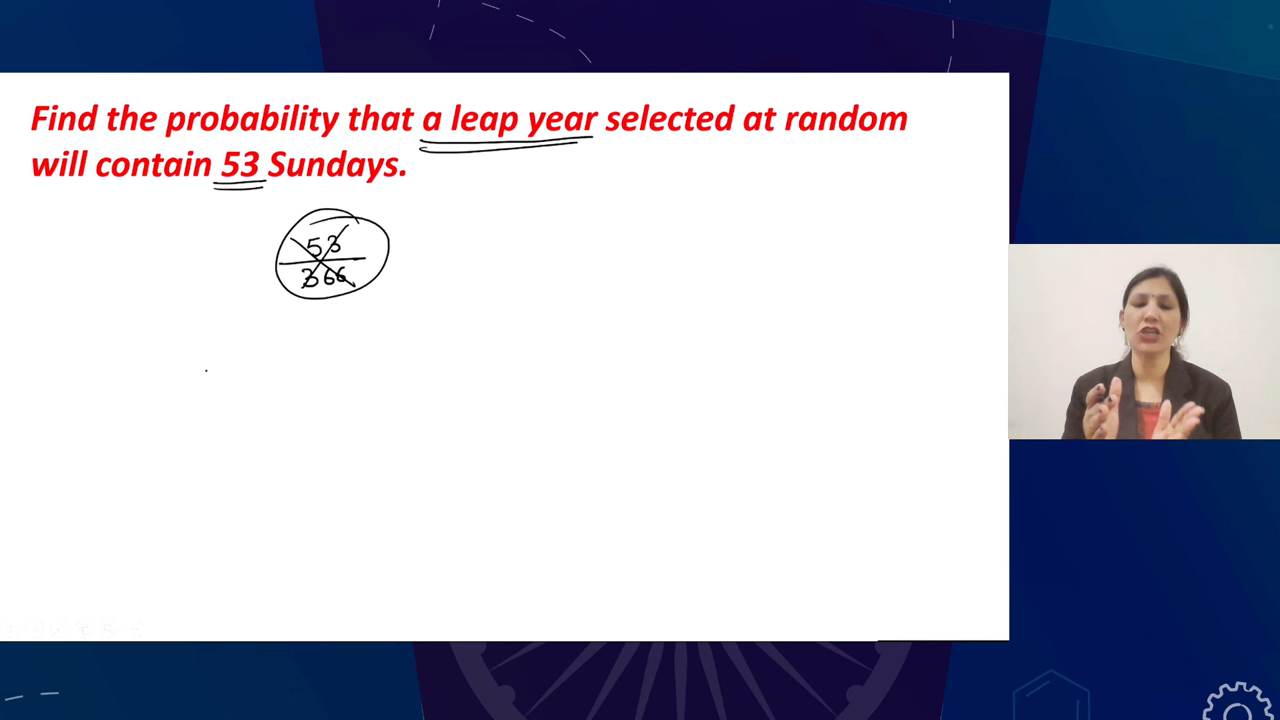 Find the probability that a leap year selected at random
will contain 53 Sundays.
53
366